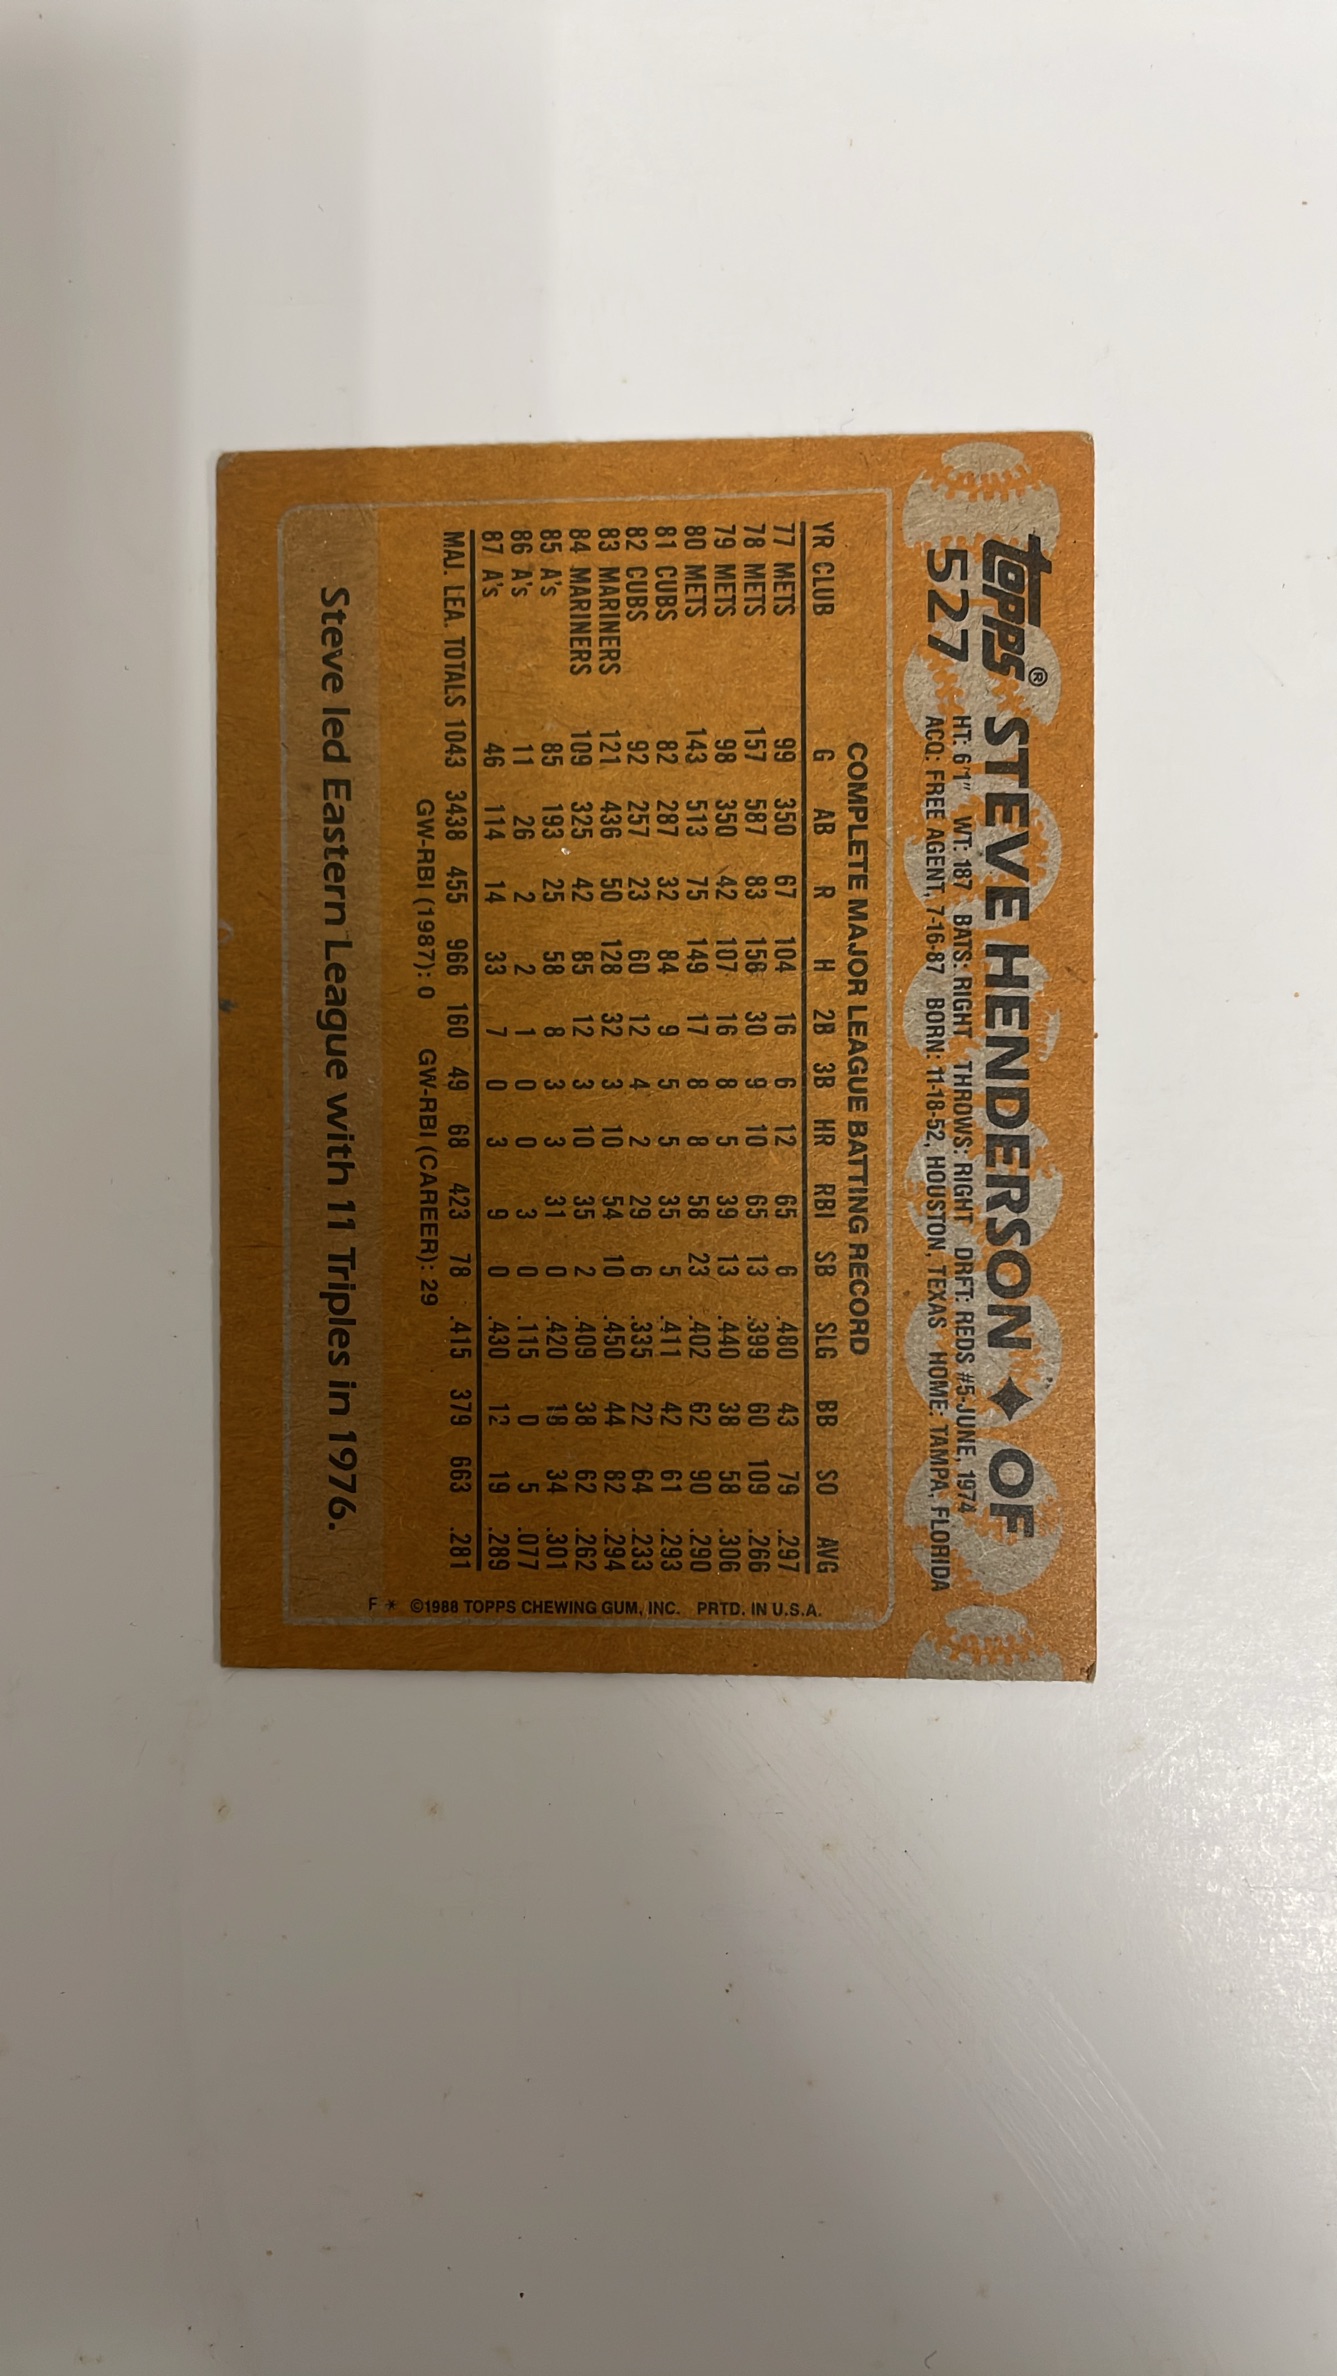 topps®
527
STEVE HENDERSON ✦ OF
HT: 6'1" WT: 187 BATS: RIGHT THROWS: RIGHT DRFT: REDS #5-JUNE, 1974
ACQ: FREE AGENT, 7-16-87 BORN: 11-18-52, HOUSTON, TEXAS HOME: TAMPA, FLORIDA
COMPLETE MAJOR LEAGUE BATTING RECORD
YR CLUB G AB R H 2B 3B HR RBI SB SLG BB SO AVG
77 METS 99 350 67 104 16 6 12 65 6 .480 43 79 .297
78 METS 157 587 83 156 30 9 10 65 13 .399 60 109 .266
79 METS 98 350 42 107 16 8 5 39 13 .440 38 58 .306
80 METS 143 513 75 149 17 8 8 58 23 .402 62 90 .290
81 CUBS 82 287 32 84 9 5 5 35 5 .411 42 61 .293
82 CUBS 92 257 23 60 12 4 2 29 6 .335 22 64 .233
83 MARINERS 121 436 50 128 32 3 10 54 10 .450 44 82 .294
84 MARINERS 109 325 42 85 12 3 10 35 2 .409 38 62 .262
85 A's 85 193 25 58 8 3 3 31 0 .420 18 34 .301
86 A's 11 26 2 2 1 0 0 3 0 .115 0 5 .077
87 A's 46 114 14 33 7 0 3 9 0 .430 12 19 .289
MAJ. LEA. TOTALS 1043 3438 455 966 160 49 68 423 78 .415 379 663 .281
GW-RBI (1987): 0 GW-RBI (CAREER): 29
Steve led Eastern League with 11 Triples in 1976.
F * ©1988 TOPPS CHEWING GUM, INC. PRTD. IN U.S.A.